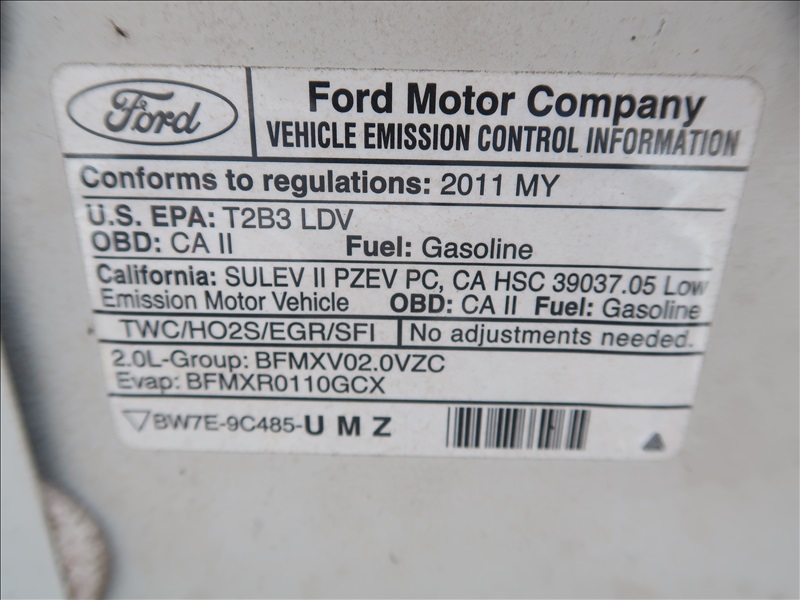 Ford
Ford Motor Company
VEHICLE EMISSION CONTROL INFORMATION
Conforms to regulations: 2011 MY
U.S. EPA: T2B3 LDV
OBD: CA II Fuel: Gasoline
California: SULEV II PZEV PC, CA HSC 39037.05 Low
Emission Motor Vehicle OBD: CA II Fuel: Gasoline
TWC/HO2S/EGR/SFI No adjustments needed.
2.0L-Group: BFMXV02.0VZC
Evap: BFMXR0110GCX
BW7E-9C485-U M Z